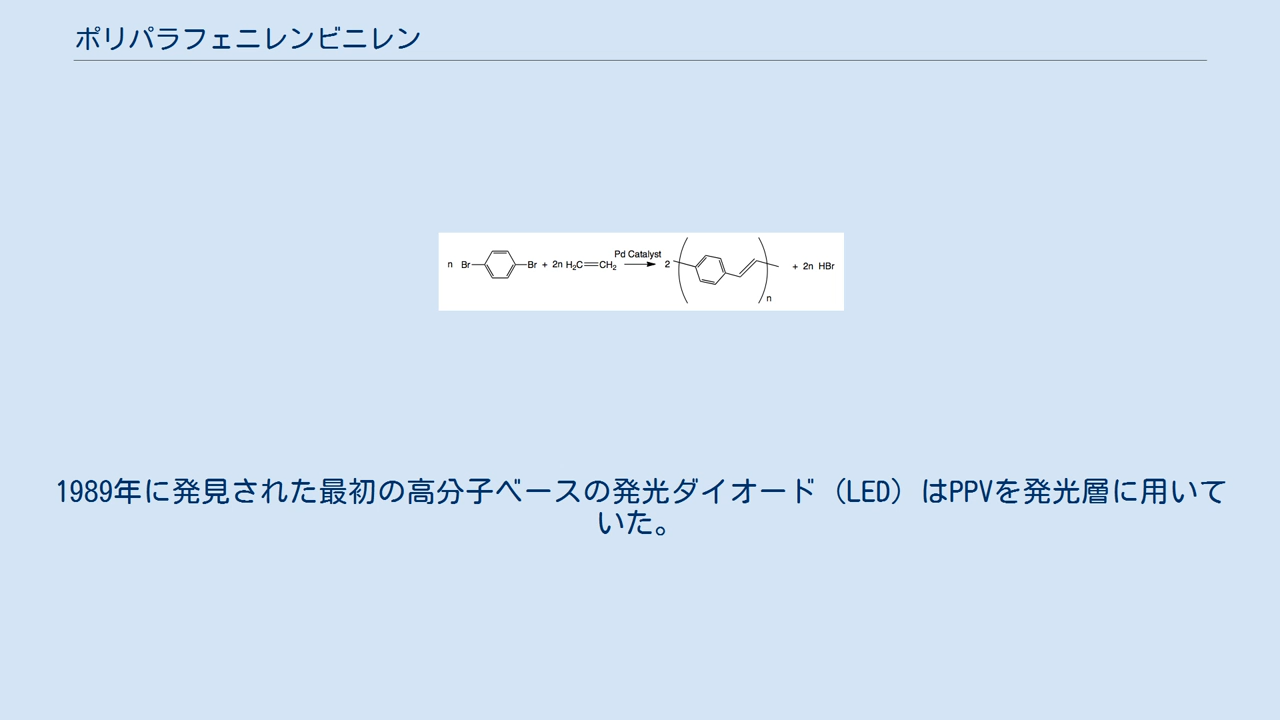 ポリパラフェニレンビニレン
n Br Br + 2n H₂C CH₂ Pd Catalyst 2 n + 2n HBr
1989年に発見された最初の高分子ベースの発光ダイオード（LED）はPPVを発光層に用いて
いた。